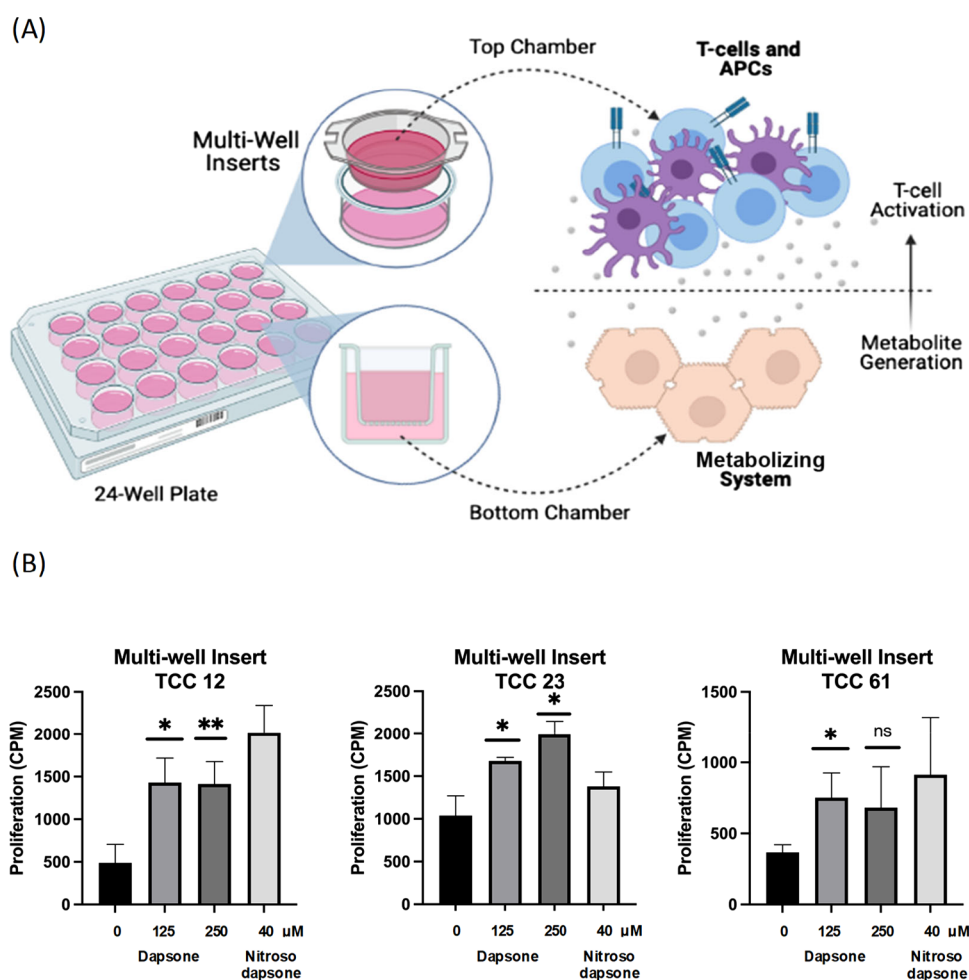 (A)
Top Chamber
T-cells and
APCs
Multi-Well
Inserts
T-cell
Activation
Metabolite
Generation
24-Well Plate
Metabolizing
System
Bottom Chamber
(B)
Multi-well Insert
TCC 12
Proliferation (CPM)
2500
2000
1500
1000
500
0
*
**
0 125 250 40 µM
Dapsone
Nitroso
dapsone
Multi-well Insert
TCC 23
Proliferation (CPM)
2500
2000
1500
1000
500
0
*
*
0 125 250 40 µM
Dapsone
Nitroso
dapsone
Multi-well Insert
TCC 61
Proliferation (CPM)
1500
1000
500
0
*
ns
0 125 250 40 µM
Dapsone
Nitroso
dapsone